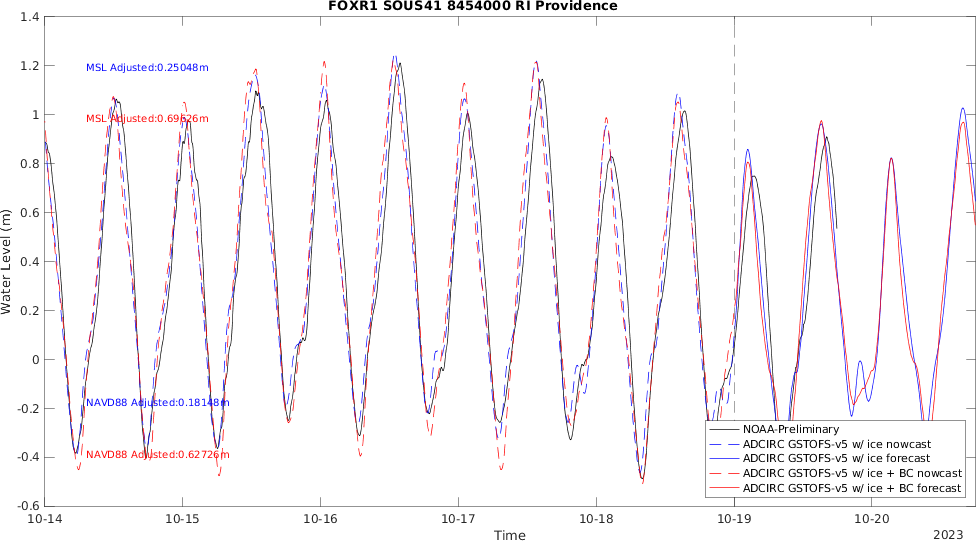 FOXR1 SOUS41 8454000 RI Providence
1.4
1.2
1
0.8
0.6
0.4
0.2
0
-0.2
-0.4
-0.6
Water Level (m)
MSL Adjusted:0.25048m
MSL Adjusted:0.69626m
NAVD88 Adjusted:0.18148m
NAVD88 Adjusted:0.62726m
NOAA-Preliminary
ADCIRC GSTOFS-v5 w/ ice nowcast
ADCIRC GSTOFS-v5 w/ ice forecast
ADCIRC GSTOFS-v5 w/ ice + BC nowcast
ADCIRC GSTOFS-v5 w/ ice + BC forecast
10-14
10-15
10-16
10-17
10-18
10-19
10-20
Time
2023